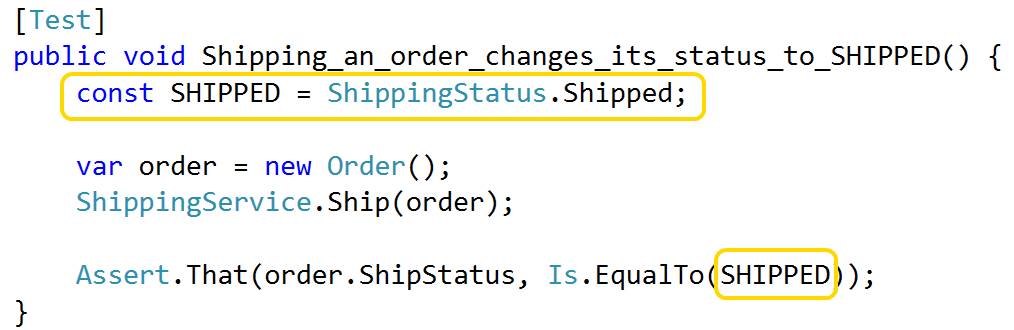 [Test]
public void Shipping_an_order_changes_its_status_to_SHIPPED() {
    const SHIPPED = ShippingStatus.Shipped;
    var order = new Order();
    ShippingService.Ship(order);
    Assert.That(order.ShipStatus, Is.EqualTo(SHIPPED));
}